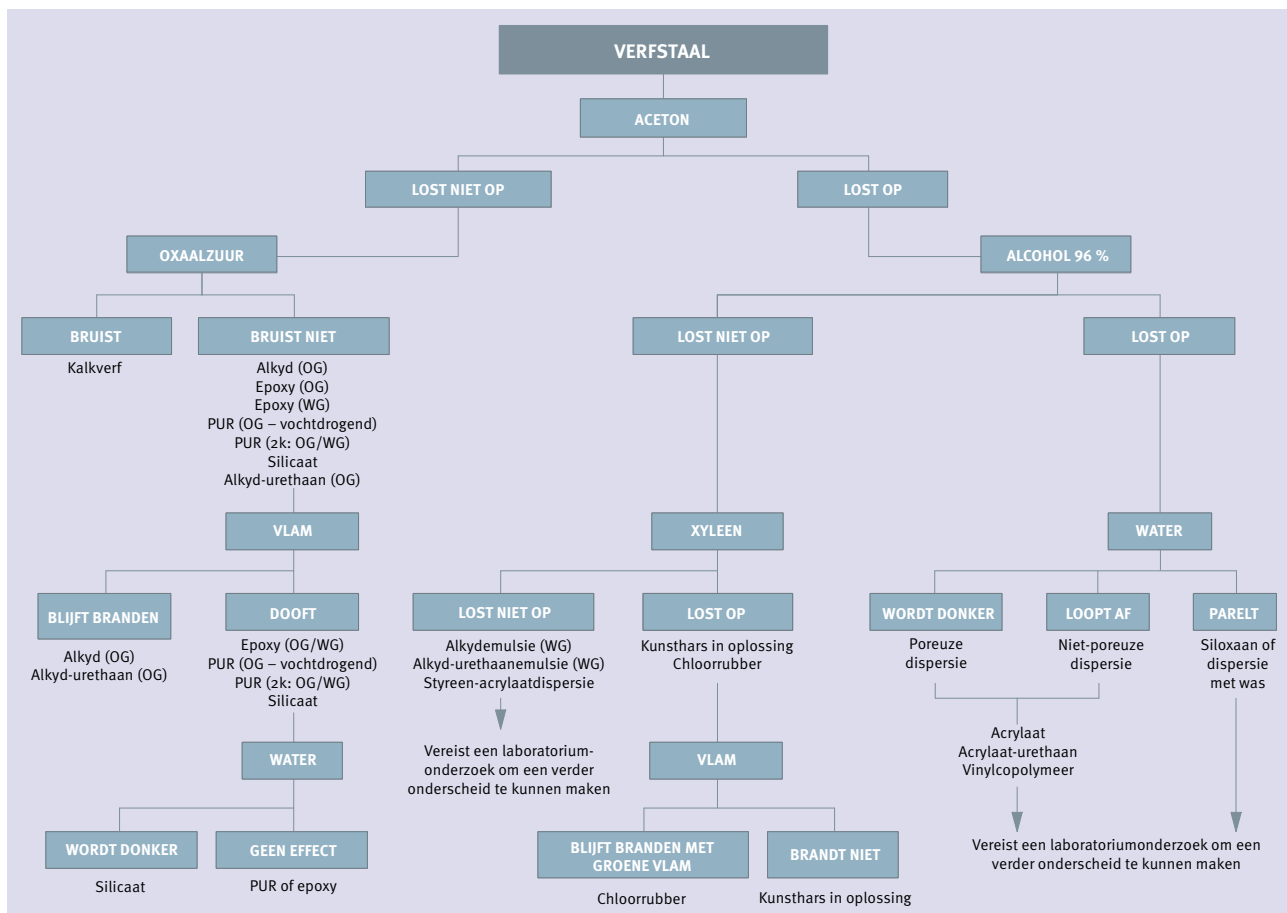 VERFSTAAL
ACETON
LOST NIET OP
LOST OP
OXAALZUUR
ALCOHOL 96 %
BRUIST
Kalkverf
BRUIST NIET
Alkyd (OG)
Epoxy (OG)
Epoxy (WG)
PUR (OG – vochtdrogend)
PUR (2k: OG/WG)
Silicaat
Alkyd-urethaan (OG)
LOST NIET OP
LOST OP
VLAM
XYLEEN
WATER
BLIJFT BRANDEN
Alkyd (OG)
Alkyd-urethaan (OG)
DOOFT
Epoxy (OG/WG)
PUR (OG – vochtdrogend)
PUR (2k: OG/WG)
Silicaat
LOST NIET OP
Alkydemulsie (WG)
Alkyd-urethaanemulsie (WG)
Styreen-acrylaatdispersie
Vereist een laboratorium-
onderzoek om een verder
onderscheid te kunnen maken
LOST OP
Kunsthars in oplossing
Chloorrubber
WORDT DONKER
Poreuze
dispersie
LOOPT AF
Niet-poreuze
dispersie
PARELT
Siloxaan of
dispersie
met was
Acrylaat
Acrylaat-urethaan
Vinylcopolymeer
WATER
VLAM
WORDT DONKER
Silicaat
GEEN EFFECT
PUR of epoxy
BLIJFT BRANDEN MET
GROENE VLAM
Chloorrubber
BRANDT NIET
Kunsthars in oplossing
Vereist een laboratoriumonderzoek om een
verder onderscheid te kunnen maken